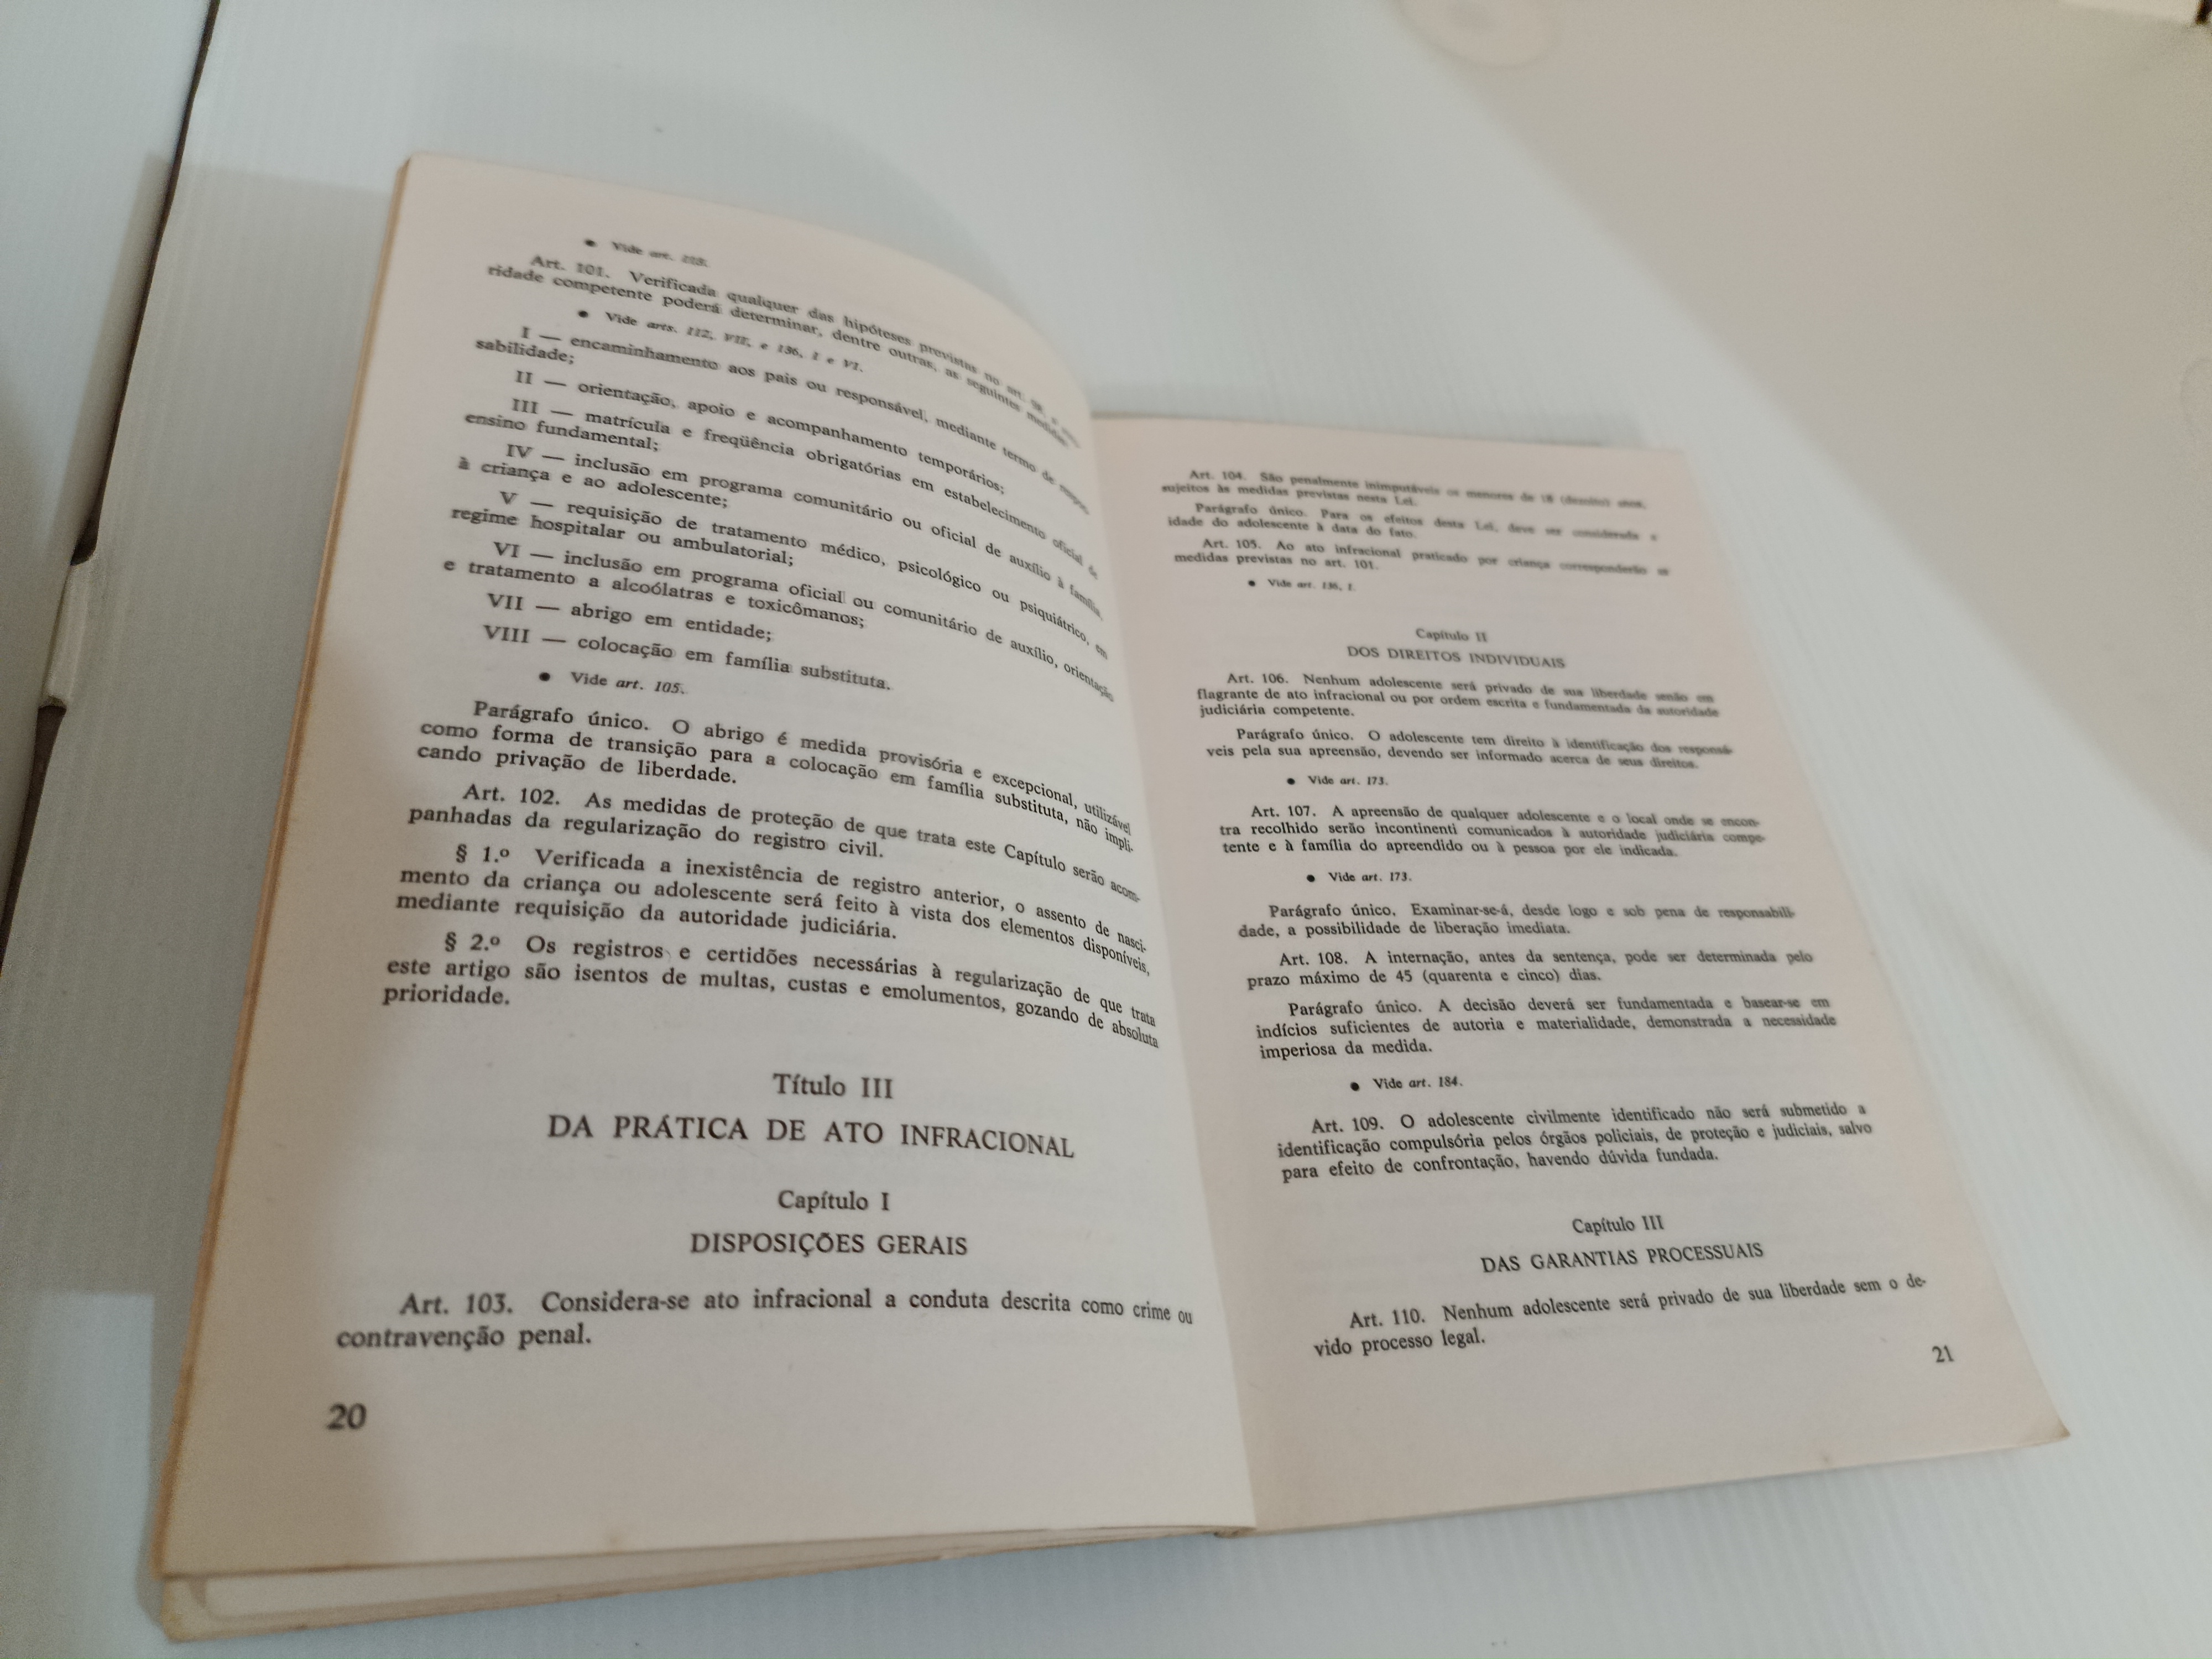 • Vide art.
Art. 101. Verificada qualquer das hipóteses previstas no art. 98, a
ridade competente poderá determinar, dentre outras, as seguintes medidas:
• Vide arts. 112, VII, e 136, I e VI.
I — encaminhamento aos pais ou responsável, mediante termo de respon-
sabilidade;
II — orientação, apoio e acompanhamento temporários;
III — matrícula e freqüência obrigatórias em estabelecimento oficial de
ensino fundamental;
IV — inclusão em programa comunitário ou oficial de auxílio à família,
à criança e ao adolescente;
V — requisição de tratamento médico, psicológico ou psiquiátrico, em
regime hospitalar ou ambulatorial;
VI — inclusão em programa oficial ou comunitário de auxílio, orientação
e tratamento a alcoólatras e toxicômanos;
VII — abrigo em entidade;
VIII — colocação em família substituta.
• Vide art. 105.
Parágrafo único. O abrigo é medida provisória e excepcional, utilizável
como forma de transição para a colocação em família substituta, não impli-
cando privação de liberdade.
Art. 102. As medidas de proteção de que trata este Capítulo serão acom-
panhadas da regularização do registro civil.
§ 1.º Verificada a inexistência de registro anterior, o assento de nasci-
mento da criança ou adolescente será feito à vista dos elementos disponíveis,
mediante requisição da autoridade judiciária.
§ 2.º Os registros e certidões necessárias à regularização de que trata
este artigo são isentos de multas, custas e emolumentos, gozando de absoluta
prioridade.
Título III
DA PRÁTICA DE ATO INFRACIONAL
Capítulo I
DISPOSIÇÕES GERAIS
Art. 103. Considera-se ato infracional a conduta descrita como crime ou
contravenção penal.
20
Art. 104. São penalmente inimputáveis os menores de 18 (dezoito) anos,
sujeitos às medidas previstas nesta Lei.
Parágrafo único. Para os efeitos desta Lei, deve ser considerada a
idade do adolescente à data do fato.
Art. 105. Ao ato infracional praticado por criança corresponderão as
medidas previstas no art. 101.
• Vide art. 136, I.
Capítulo II
DOS DIREITOS INDIVIDUAIS
Art. 106. Nenhum adolescente será privado de sua liberdade senão em
flagrante de ato infracional ou por ordem escrita e fundamentada da autoridade
judiciária competente.
Parágrafo único. O adolescente tem direito à identificação dos responsá-
veis pela sua apreensão, devendo ser informado acerca de seus direitos.
• Vide art. 173.
Art. 107. A apreensão de qualquer adolescente e o local onde se encon-
tra recolhido serão incontinenti comunicados à autoridade judiciária compe-
tente e à família do apreendido ou à pessoa por ele indicada.
• Vide art. 173.
Parágrafo único. Examinar-se-á, desde logo e sob pena de responsabili-
dade, a possibilidade de liberação imediata.
Art. 108. A internação, antes da sentença, pode ser determinada pelo
prazo máximo de 45 (quarenta e cinco) dias.
Parágrafo único. A decisão deverá ser fundamentada e basear-se em
indícios suficientes de autoria e materialidade, demonstrada a necessidade
imperiosa da medida.
• Vide art. 184.
Art. 109. O adolescente civilmente identificado não será submetido a
identificação compulsória pelos órgãos policiais, de proteção e judiciais, salvo
para efeito de confrontação, havendo dúvida fundada.
Capítulo III
DAS GARANTIAS PROCESSUAIS
Art. 110. Nenhum adolescente será privado de sua liberdade sem o de-
vido processo legal.
21